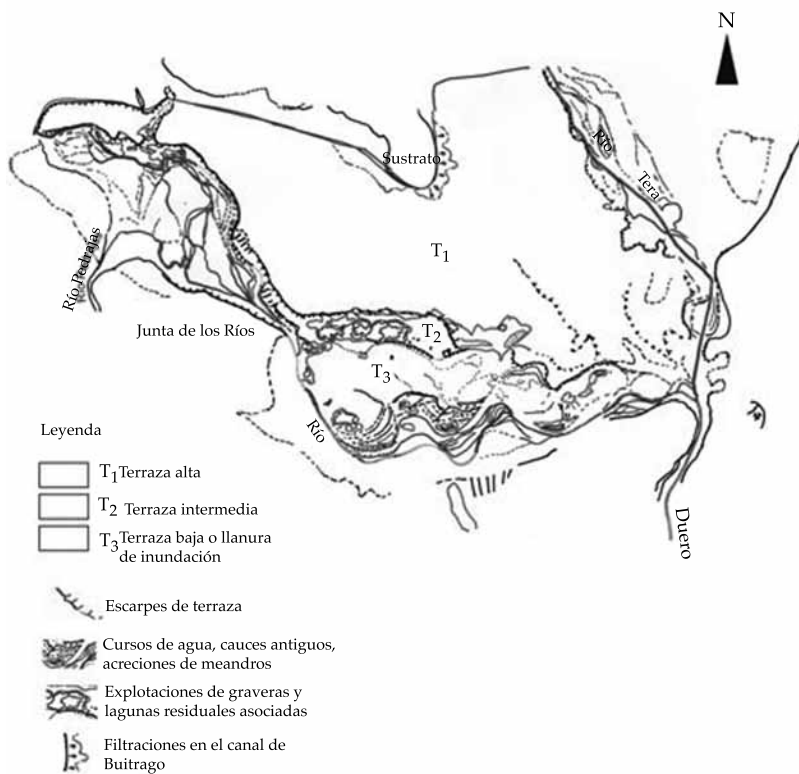 N
Sustrato
Río
Tera
T1
Río Pedrajas
Junta de los Ríos
T2
T3
Río
Duero
Leyenda
T1 Terraza alta
T2 Terraza intermedia
T3 Terraza baja o llanura
de inundación
Escarpes de terraza
Cursos de agua, cauces antiguos,
acreciones de meandros
Explotaciones de graveras y
lagunas residuales asociadas
Filtraciones en el canal de
Buitrago